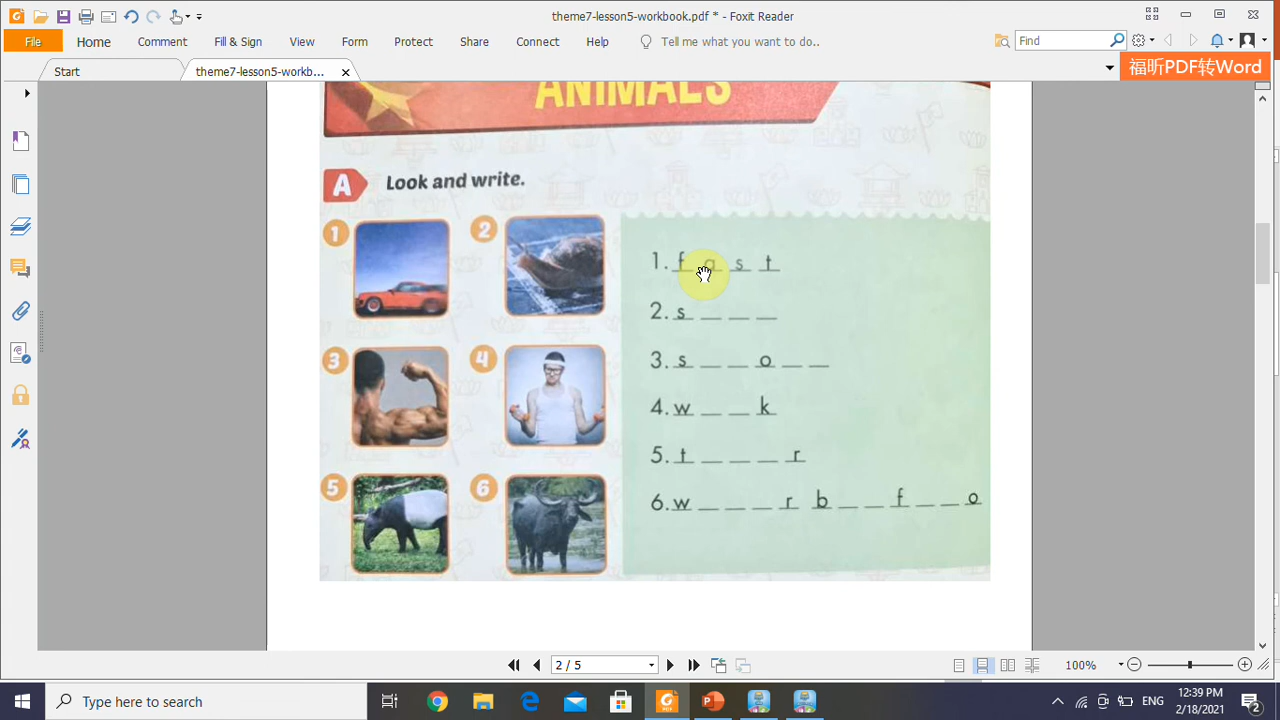 theme7-lesson5-workbook.pdf * - Foxit Reader
File Home Comment Fill & Sign View Form Protect Share Connect Help Tell me what you want to do.. Find
Start theme7-lesson5-workb... 福昕PDF转Word
ANIMALS
A Look and write.
1 2
3 4
5 6
1. f a s t
2. s _ _ _
3. s _ _ o _ _
4. w _ _ k
5. t _ _ _ r
6. w _ _ _ r b _ _ f _ _ o
2 / 5 100%
Type here to search ENG 12:39 PM
2/18/2021 2